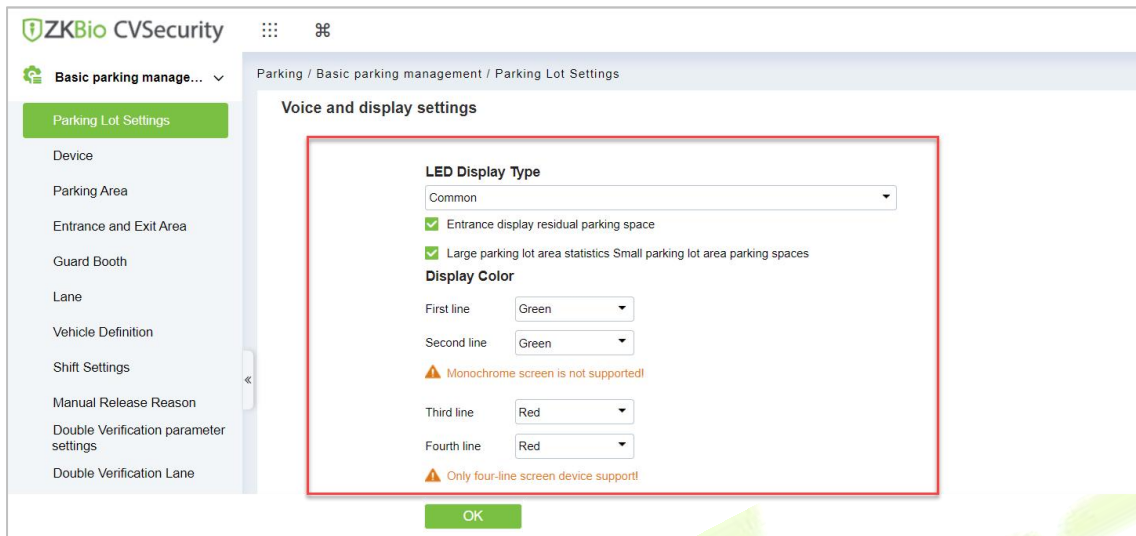 ZKBio CVSecurity
Basic parking manage...
Parking / Basic parking management / Parking Lot Settings
Parking Lot Settings
Device
Parking Area
Entrance and Exit Area
Guard Booth
Lane
Vehicle Definition
Shift Settings
Manual Release Reason
Double Verification parameter
settings
Double Verification Lane
Voice and display settings
LED Display Type
Common
Entrance display residual parking space
Large parking lot area statistics Small parking lot area parking spaces
Display Color
First line Green
Second line Green
Monochrome screen is not supported!
Third line Red
Fourth line Red
Only four-line screen device support!
OK